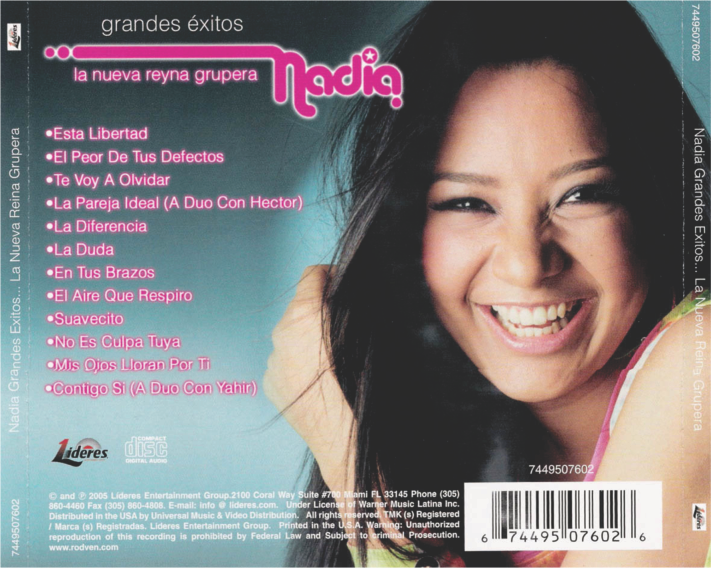 grandes éxitos
la nueva reyna grupera
nadia
•Esta Libertad
•El Peor De Tus Defectos
•Te Voy A Olvidar
•La Pareja Ideal (A Duo Con Hector)
•La Diferencia
•La Duda
•En Tus Brazos
•El Aire Que Respiro
•Suavecito
•No Es Culpa Tuya
•Mis Ojos Lloran Por Ti
•Contigo Si (A Duo Con Yahir)
Líderes
COMPACT
disc
DIGITAL AUDIO
7449507602
© and ℗ 2005 Lideres Entertainment Group.2100 Coral Way Suite #700 Miami FL 33145 Phone (305)
860-4460 Fax (305) 860-4808. E-mail: info @ lideres.com. Under License of Warner Music Latina Inc.
Distributed in the USA by Universal Music & Video Distribution. All rights reserved, TMK (s) Registered
/ Marca (s) Registradas. Lideres Entertainment Group. Printed in the U.S.A. Warning: Unauthorized
reproduction of this recording is prohibited by Federal Law and Subject to criminal Prosecution.
www.rodven.com
6 74495 07602 6
Líderes
Nadia Grandes Exitos... La Nueva Reina Grupera
7449507602
7449507602
Nadia Grandes Exitos... La Nueva Reina Grupera
Líderes